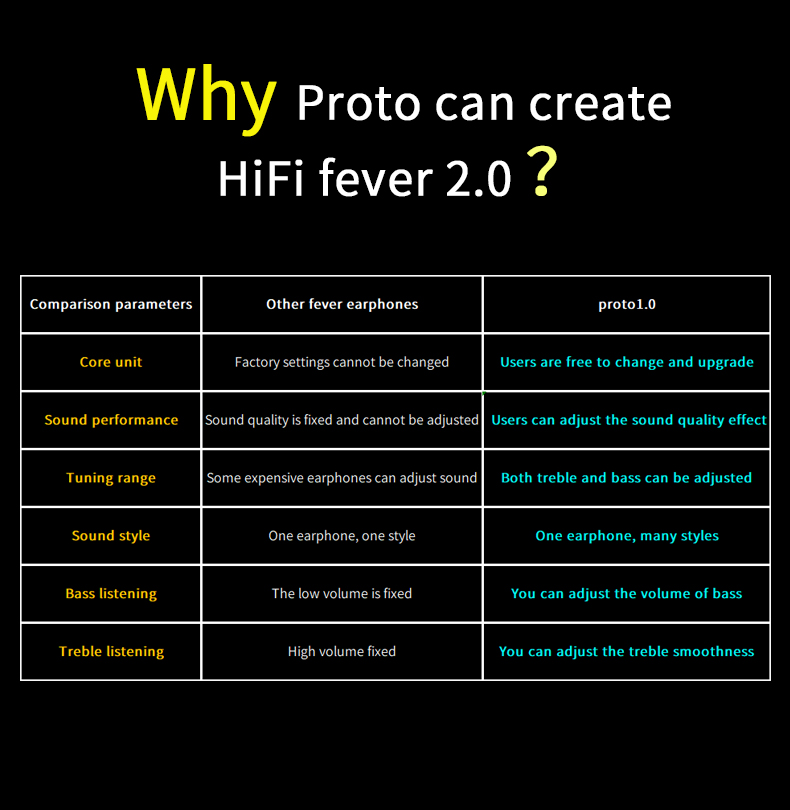 Why Proto can create
HiFi fever 2.0？
Comparison parameters Other fever earphones proto1.0
Core unit Factory settings cannot be changed Users are free to change and upgrade
Sound performance Sound quality is fixed and cannot be adjusted Users can adjust the sound quality effect
Tuning range Some expensive earphones can adjust sound Both treble and bass can be adjusted
Sound style One earphone, one style One earphone, many styles
Bass listening The low volume is fixed You can adjust the volume of bass
Treble listening High volume fixed You can adjust the treble smoothness